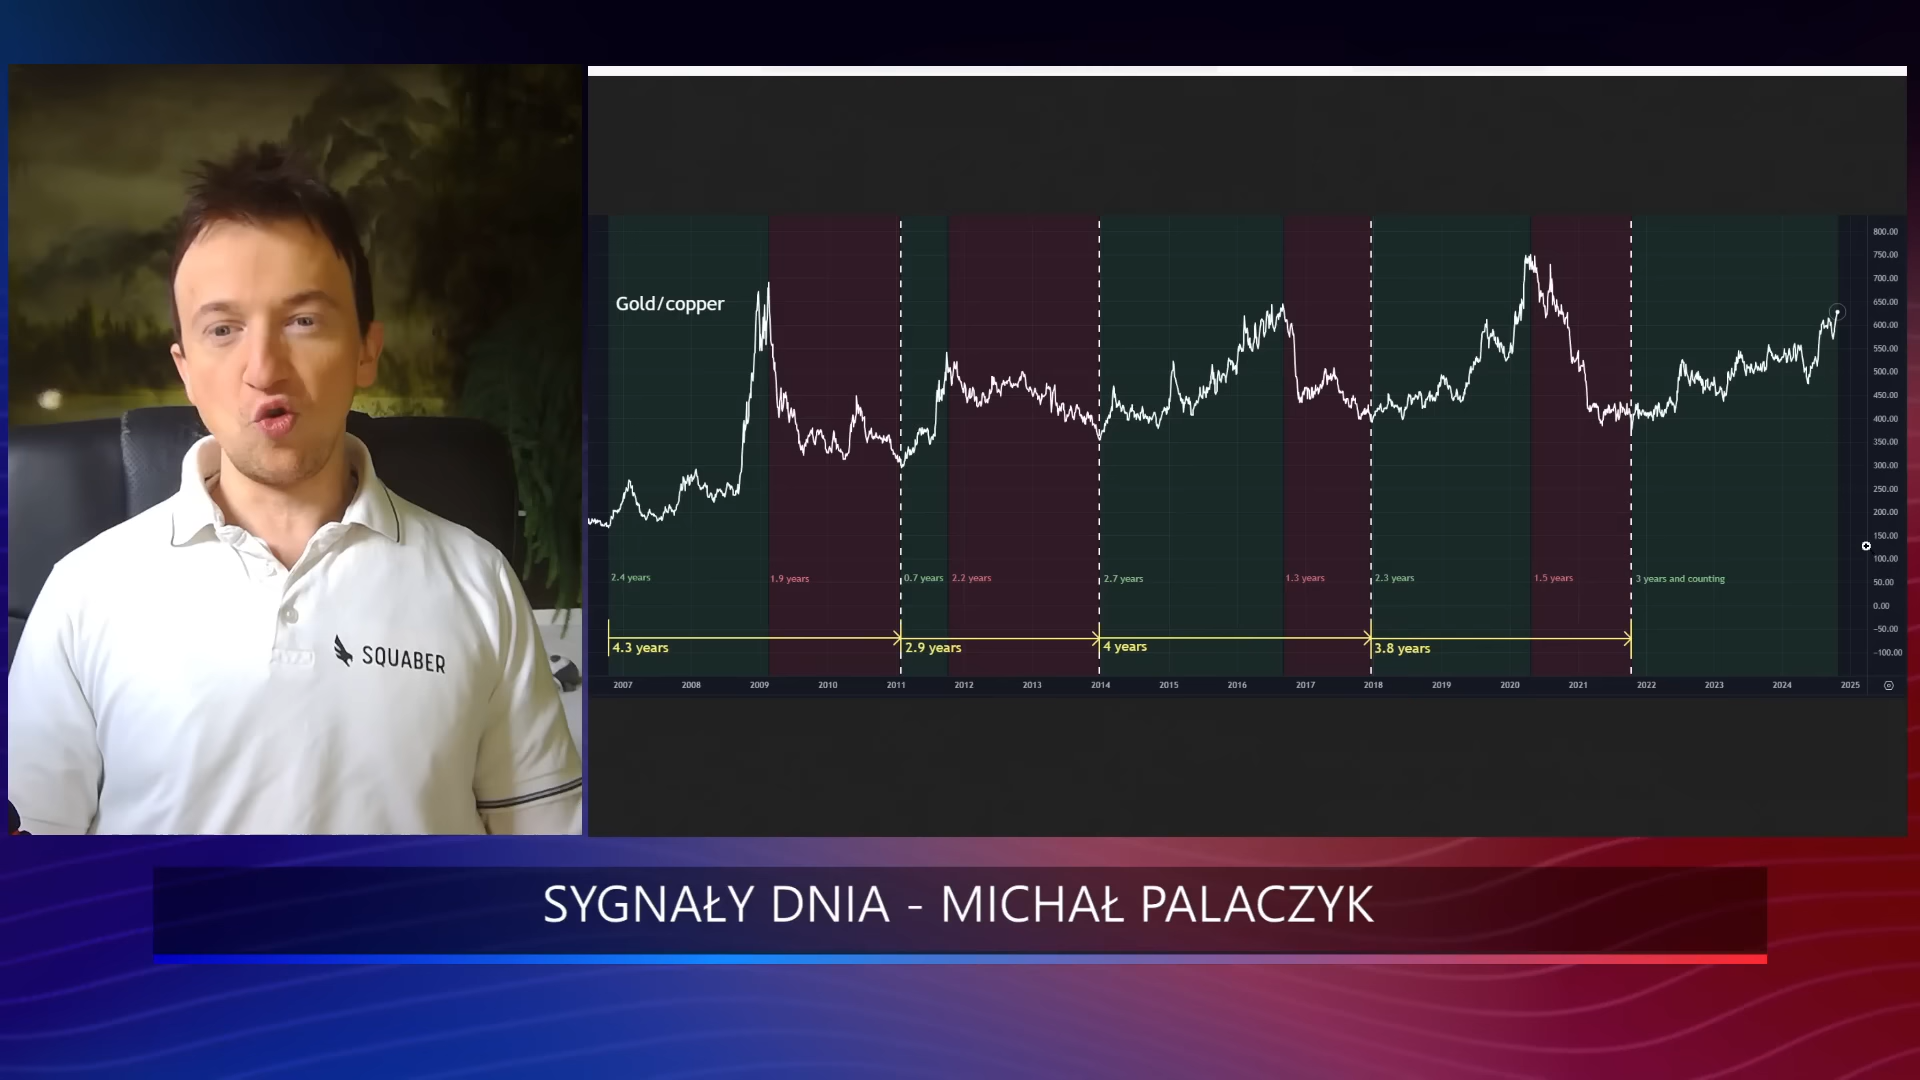 Gold/copper
800.00
750.00
700.00
650.00
600.00
550.00
500.00
450.00
400.00
350.00
300.00
250.00
200.00
150.00
100.00
50.00
0.00
-50.00
-100.00
2.4 years
1.9 years
0.7 years
2.2 years
2.7 years
1.3 years
2.3 years
1.5 years
3 years and counting
4.3 years
2.9 years
4 years
3.8 years
2007 2008 2009 2010 2011 2012 2013 2014 2015 2016 2017 2018 2019 2020 2021 2022 2023 2024 2025
SQUABER
SYGNAŁY DNIA - MICHAŁ PALACZYK